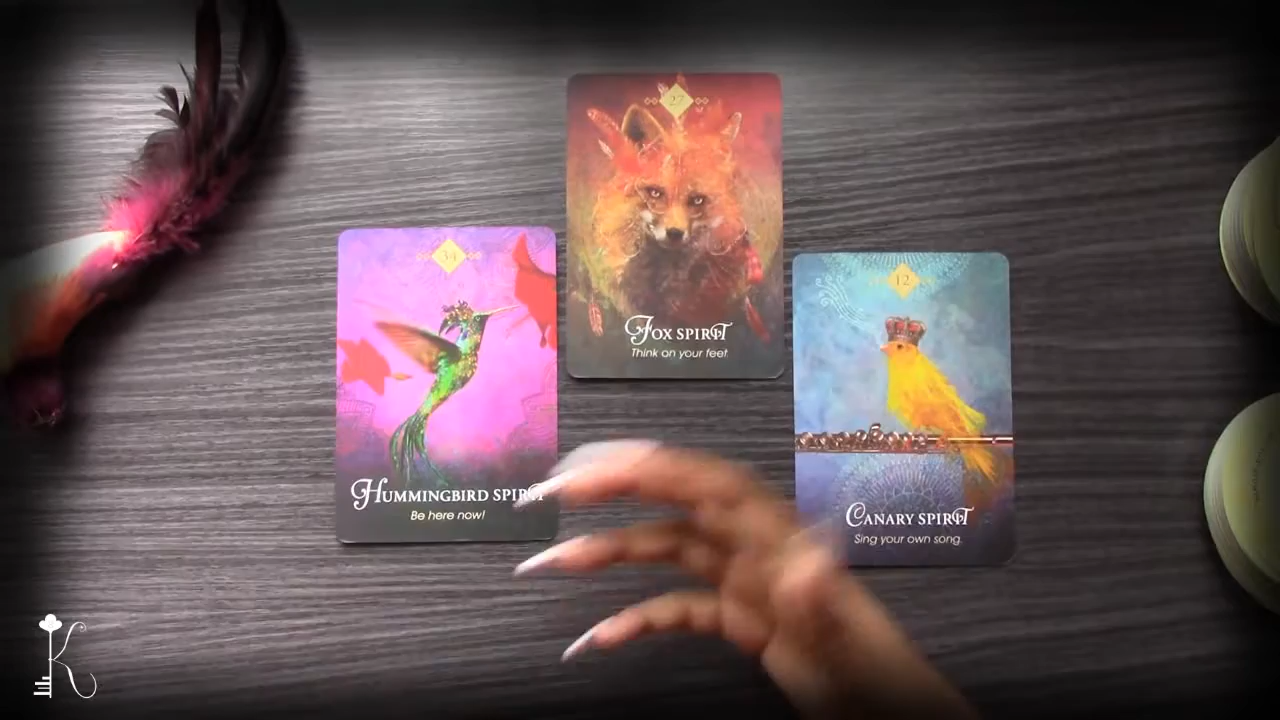 27
FOX SPIRIT
Think on your feet
34
HUMMINGBIRD SPIRIT
Be here now!
12
CANARY SPIRIT
Sing your own song.
K